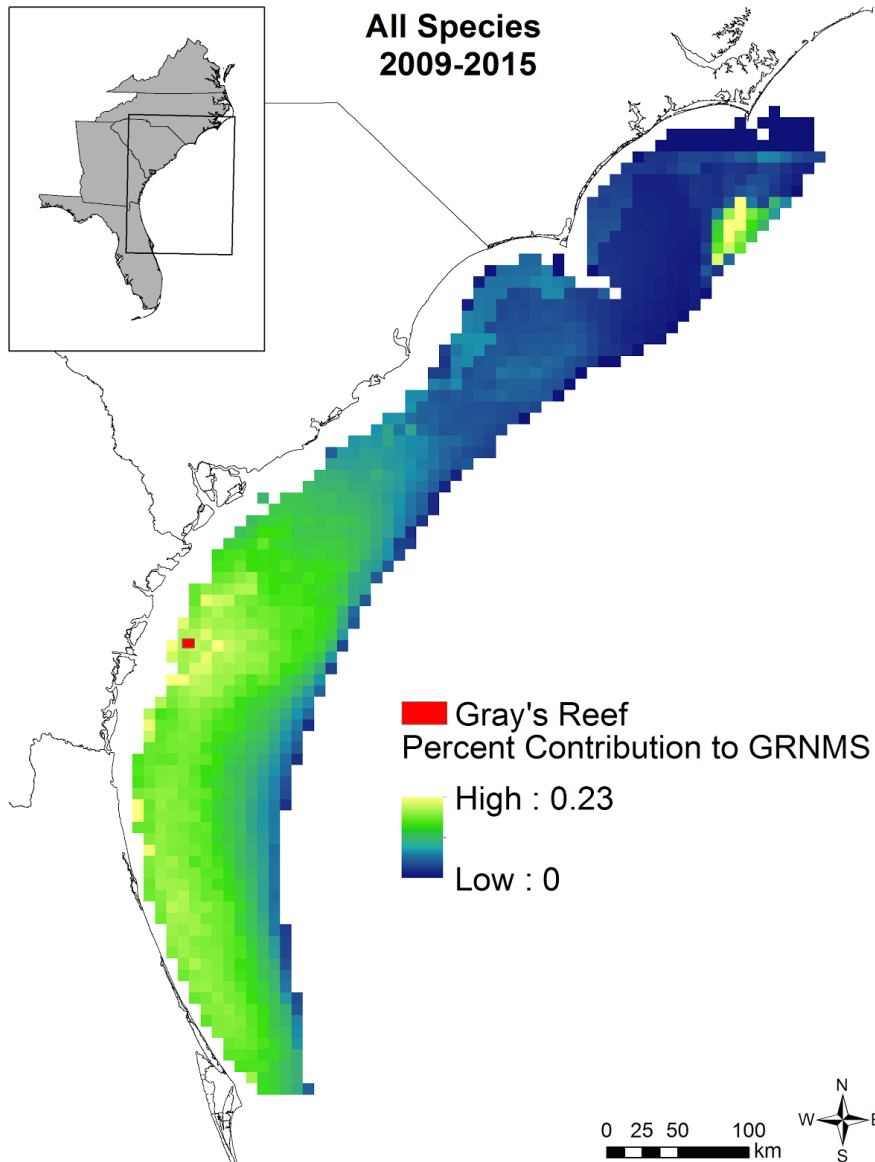 All Species
2009-2015
Gray's Reef
Percent Contribution to GRNMS
High : 0.23
Low : 0
N
W E
S
0 25 50 100
km